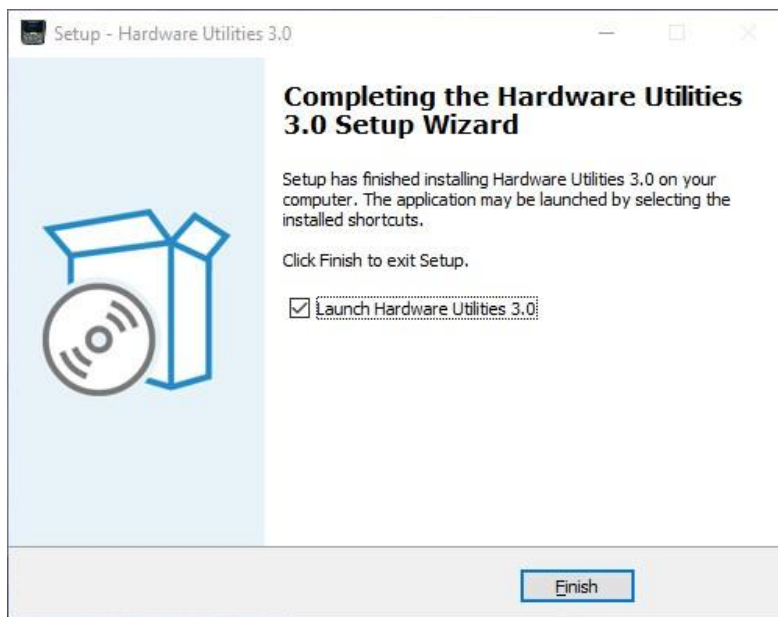 Setup - Hardware Utilities 3.0
Completing the Hardware Utilities
3.0 Setup Wizard
Setup has finished installing Hardware Utilities 3.0 on your
computer. The application may be launched by selecting the
installed shortcuts.
Click Finish to exit Setup.
Launch Hardware Utilities 3.0
Finish